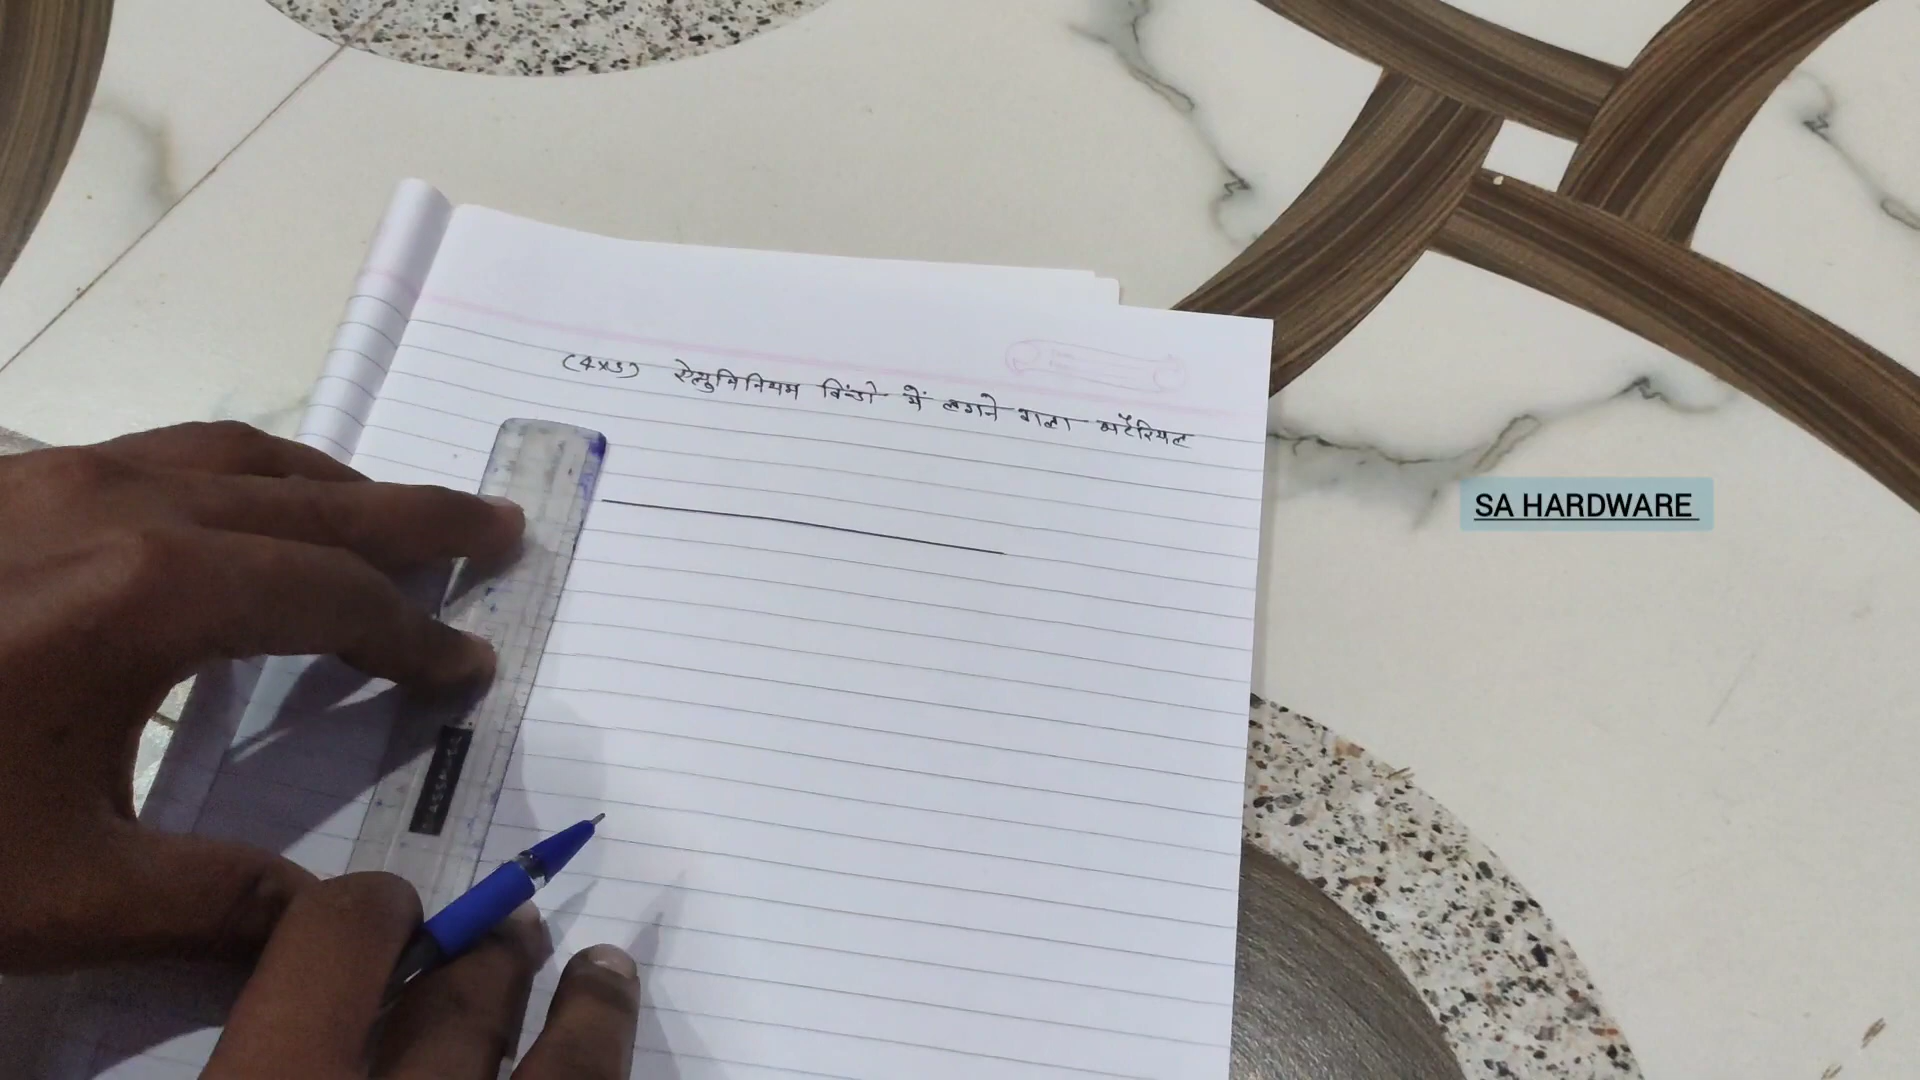 (4x3) ऐल्युमिनियम विंडो में लगने वाला मटैरियल
SA HARDWARE